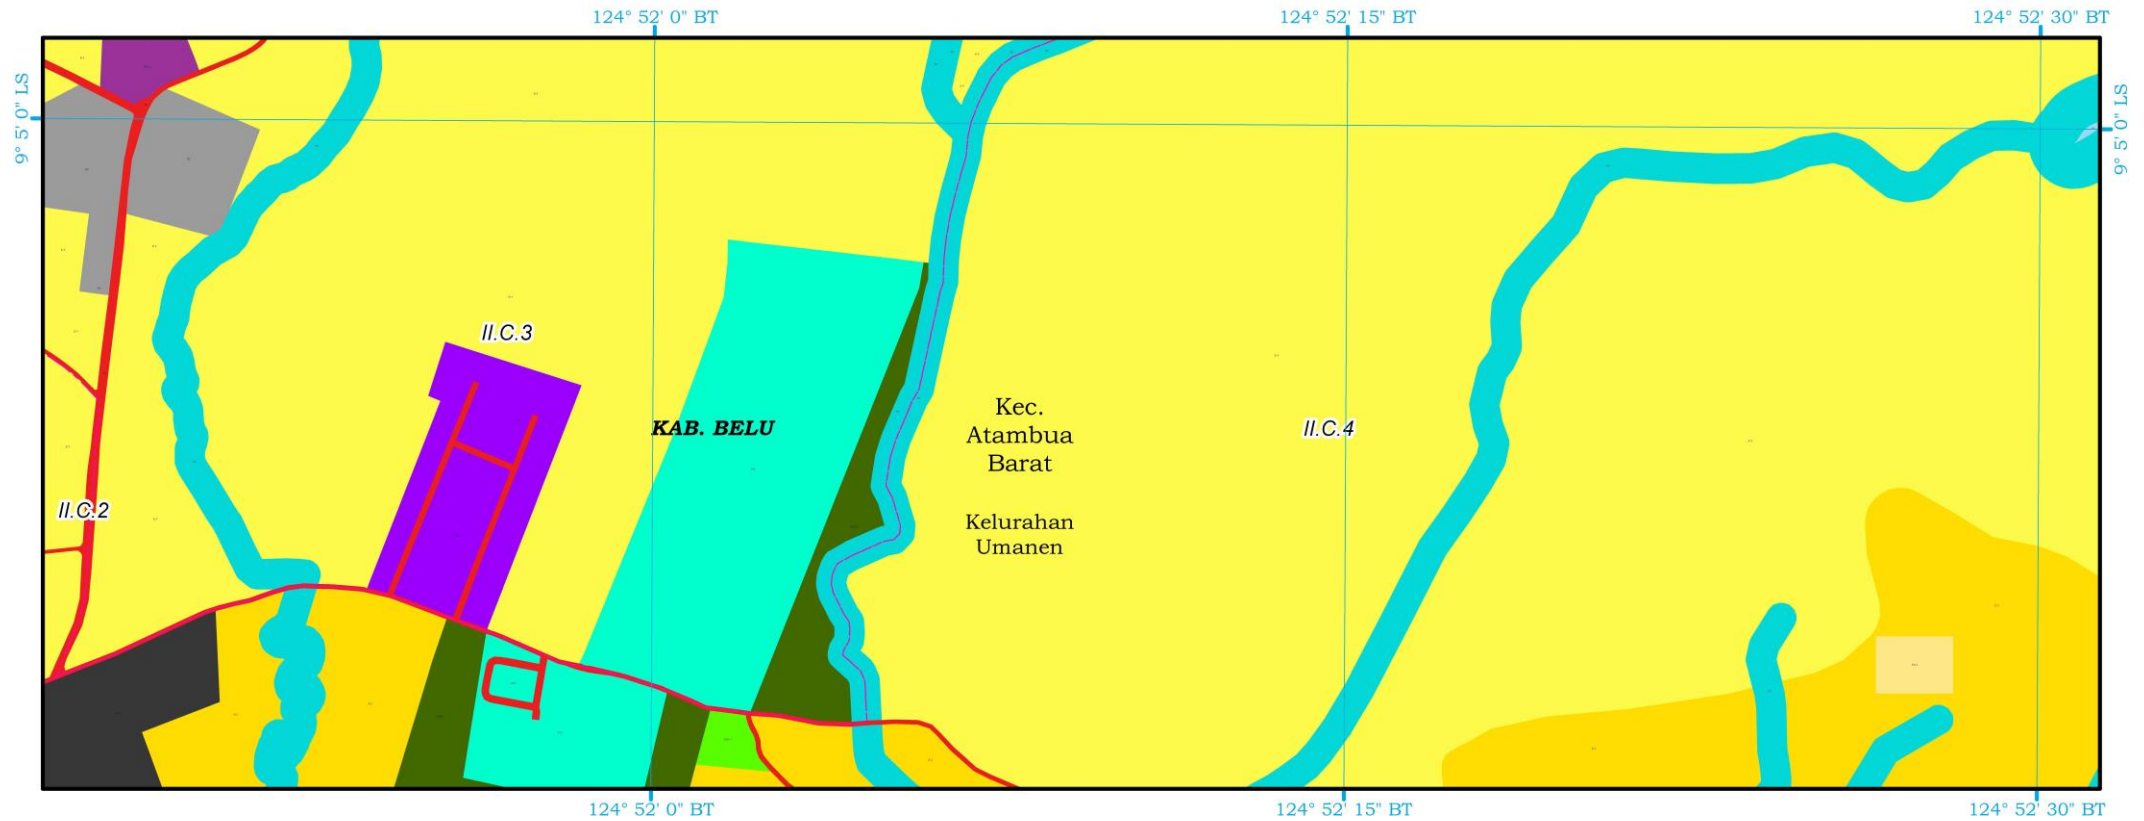 124° 52' 0" BT
124° 52' 15" BT
124° 52' 30" BT
9° 5' 0" LS
9° 5' 0" LS
II.C.3
KAB. BELU
Kec.
Atambua
Barat
II.C.4
II.C.2
Kelurahan
Umanen
124° 52' 0" BT
124° 52' 15" BT
124° 52' 30" BT